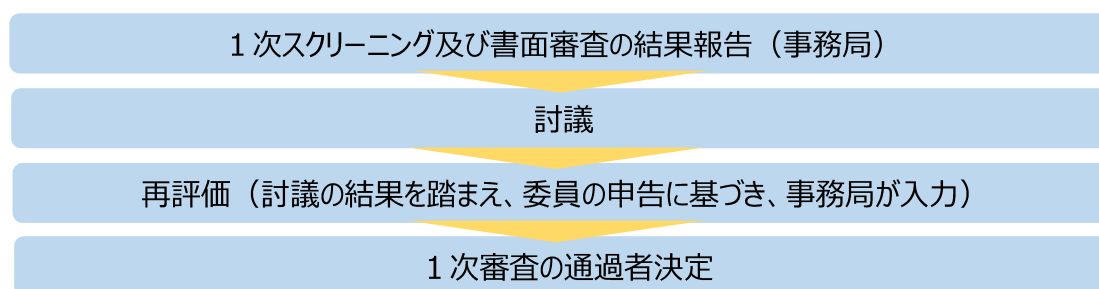 1次スクリーニング及び書面審査の結果報告（事務局）
討議
再評価（討議の結果を踏まえ、委員の申告に基づき、事務局が入力）
1次審査の通過者決定